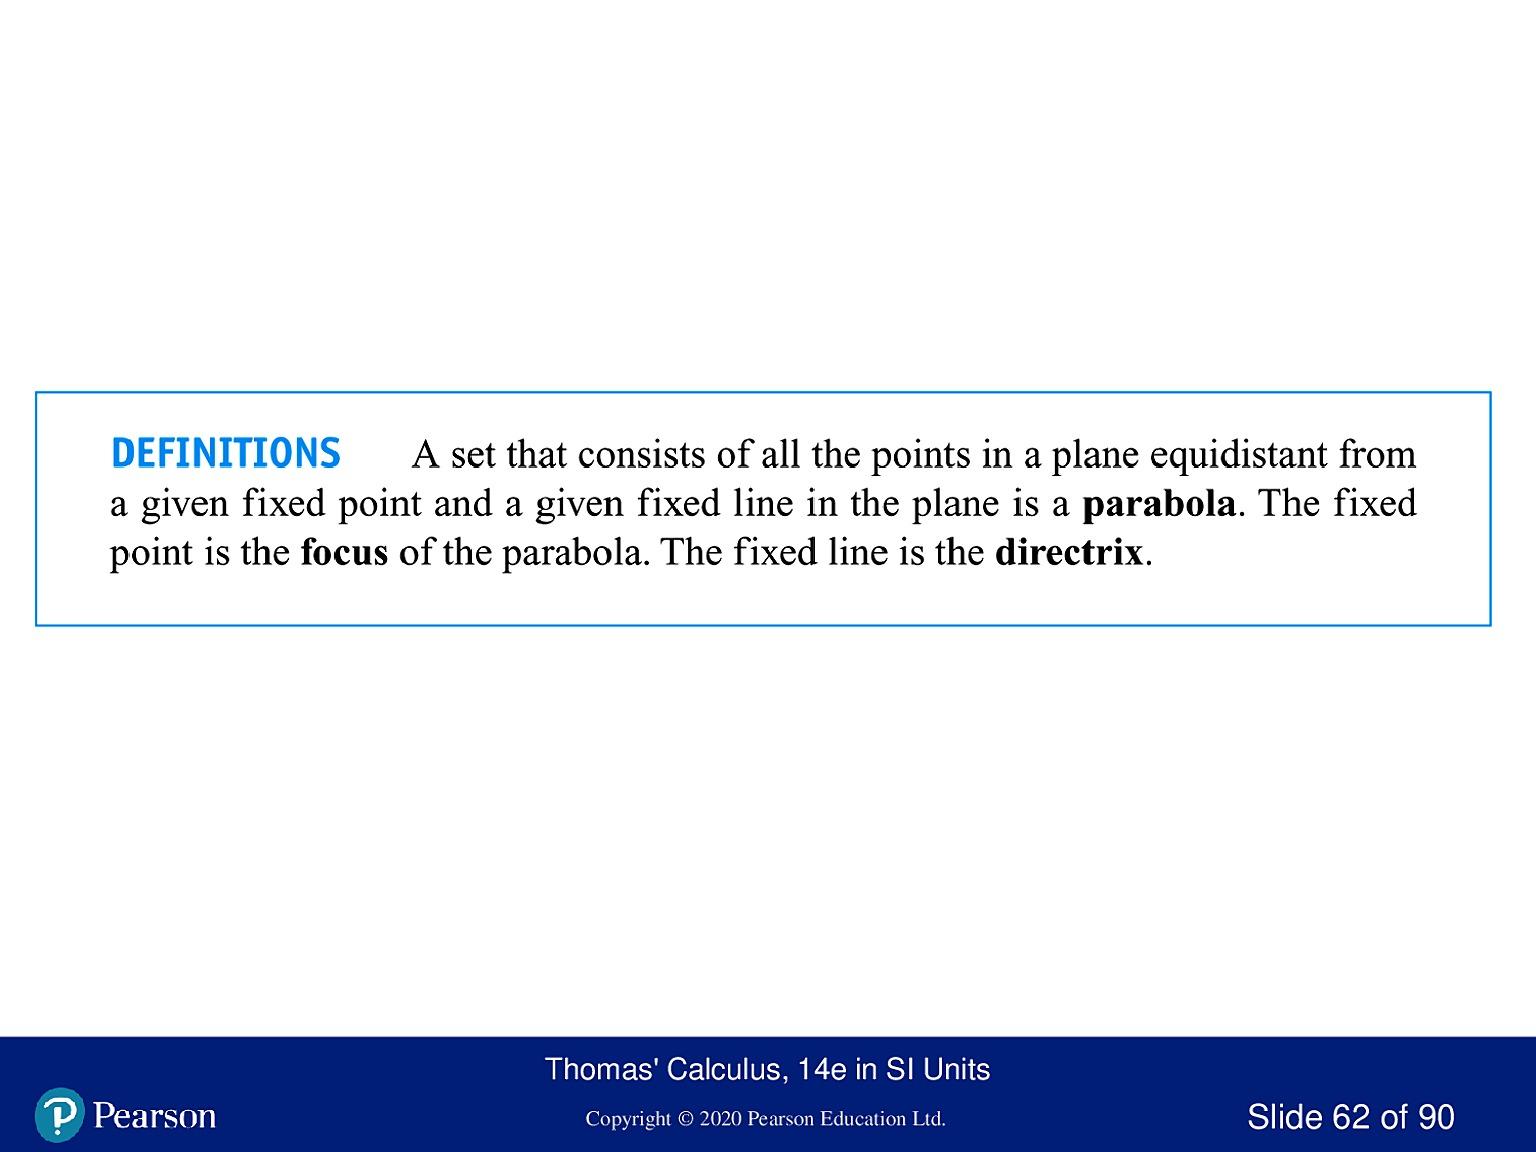 DEFINITIONS A set that consists of all the points in a plane equidistant from
a given fixed point and a given fixed line in the plane is a parabola. The fixed
point is the focus of the parabola. The fixed line is the directrix.
Thomas' Calculus, 14e in SI Units
Pearson
Copyright © 2020 Pearson Education Ltd.
Slide 62 of 90